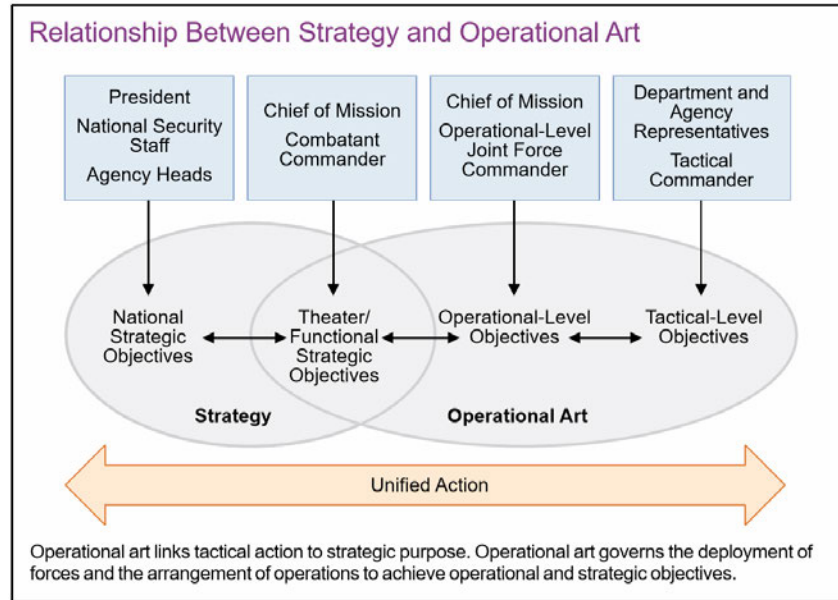 Relationship Between Strategy and Operational Art
President
National Security
Staff
Agency Heads
Chief of Mission
Combatant
Commander
Chief of Mission
Operational-Level
Joint Force
Commander
Department and
Agency
Representatives
Tactical
Commander
National
Strategic
Objectives
Theater/
Functional
Strategic
Objectives
Operational-Level
Objectives
Tactical-Level
Objectives
Strategy
Operational Art
Unified Action
Operational art links tactical action to strategic purpose. Operational art governs the deployment of
forces and the arrangement of operations to achieve operational and strategic objectives.